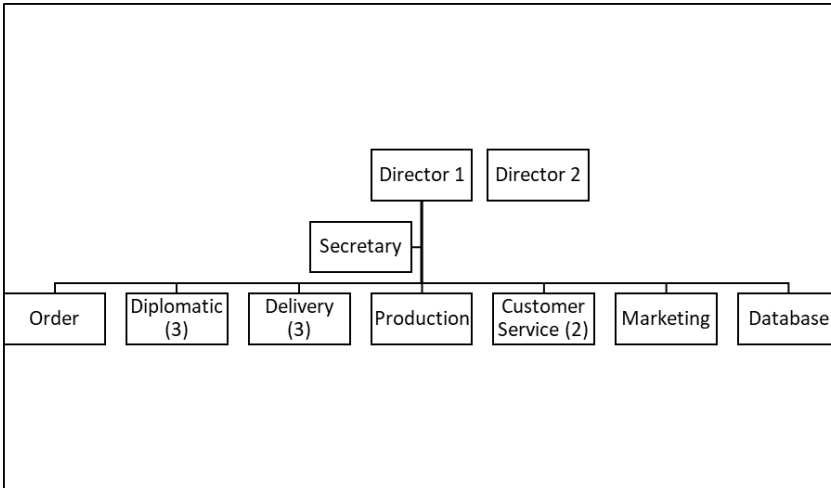 Director 1
Director 2
Secretary
Order
Diplomatic
(3)
Delivery
(3)
Production
Customer
Service (2)
Marketing
Database